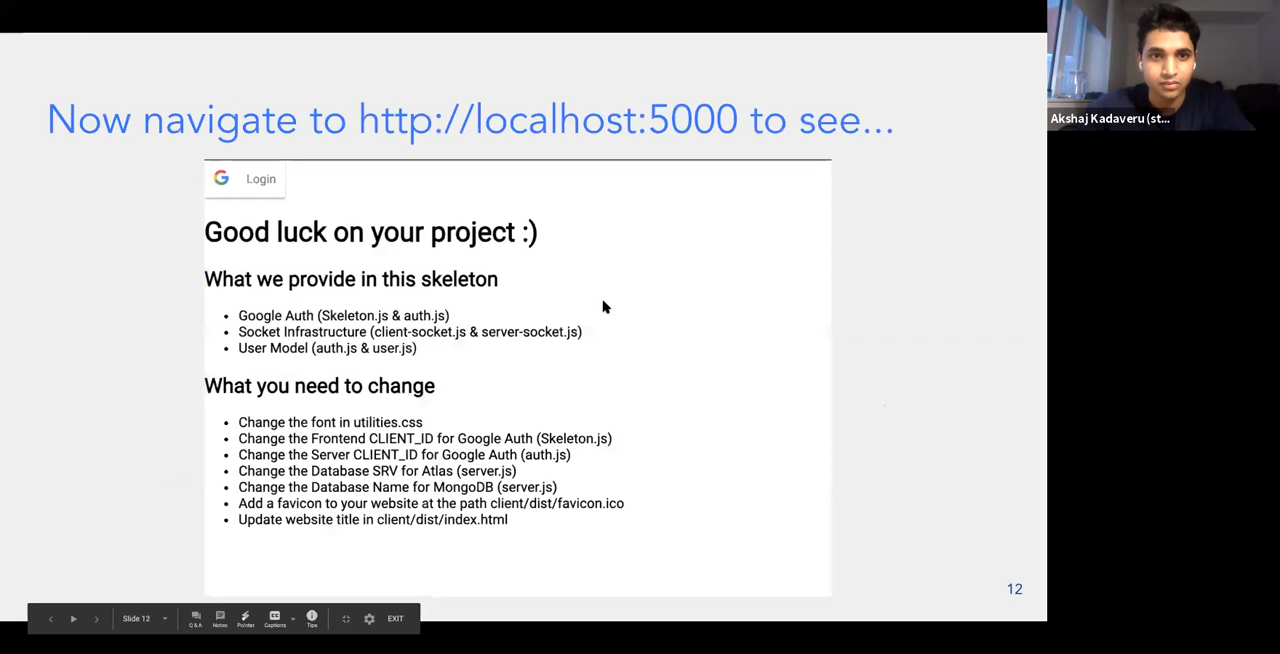 Now navigate to http://localhost:5000 to see...
Akshaj Kadaveru (st...
Login
Good luck on your project :)
What we provide in this skeleton
• Google Auth (Skeleton.js & auth.js)
• Socket Infrastructure (client-socket.js & server-socket.js)
• User Model (auth.js & user.js)
What you need to change
• Change the font in utilities.css
• Change the Frontend CLIENT_ID for Google Auth (Skeleton.js)
• Change the Server CLIENT_ID for Google Auth (auth.js)
• Change the Database SRV for Atlas (server.js)
• Change the Database Name for MongoDB (server.js)
• Add a favicon to your website at the path client/dist/favicon.ico
• Update website title in client/dist/index.html
12
Slide 12
Q&A Notes Pointer Captions Tips EXIT